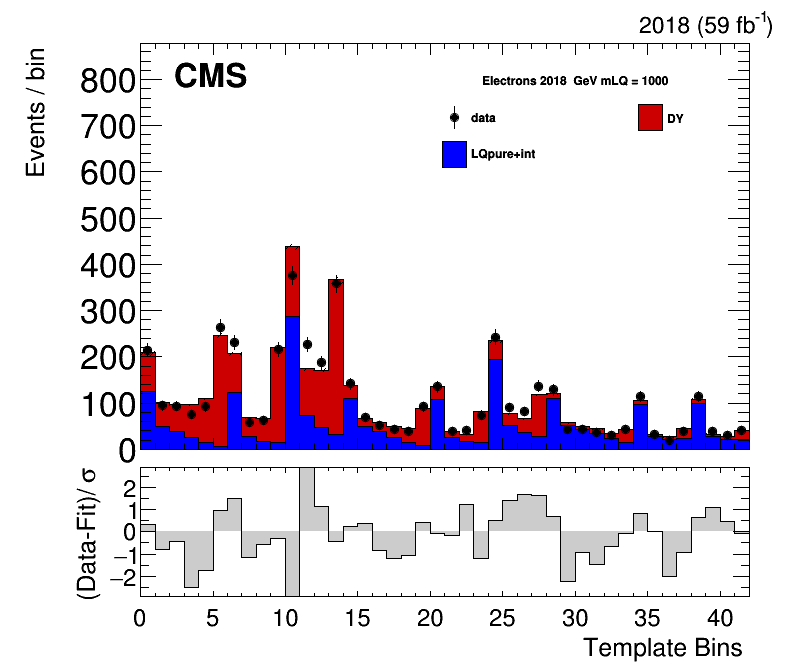 2018 (59 fb-1)
Events / bin
CMS
Electrons 2018 GeV mLQ = 1000
data
DY
LQpure+int
800
700
600
500
400
300
200
100
0
(Data-Fit)/ σ
2
1
0
−1
−2
0 5 10 15 20 25 30 35 40
Template Bins